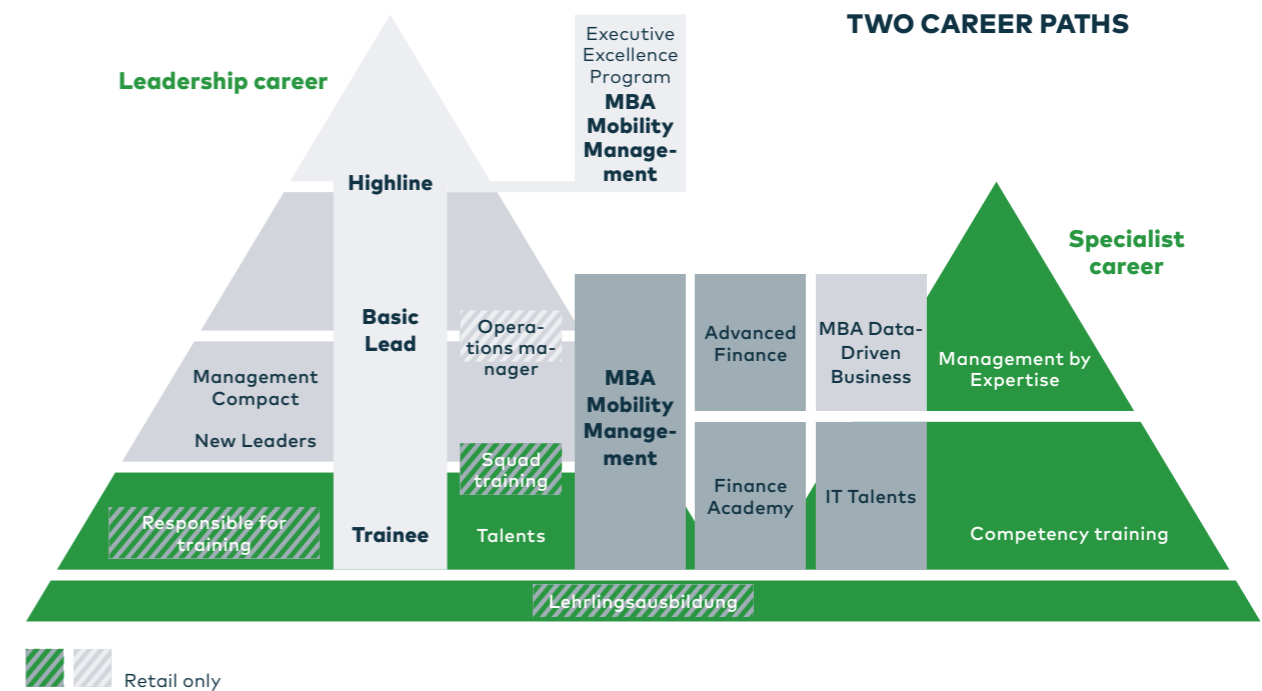 TWO CAREER PATHS
Leadership career
Executive
Excellence
Program
MBA
Mobility
Manage-
ment
Highline
Specialist
career
Basic
Lead
Opera-
tions ma-
nager
Management
Compact
New Leaders
MBA
Mobility
Manage-
ment
Advanced
Finance
MBA Data-
Driven
Business
Management by
Expertise
Squad
training
Responsible for
training
Trainee
Talents
Finance
Academy
IT Talents
Competency training
Lehrlingsausbildung
Retail only